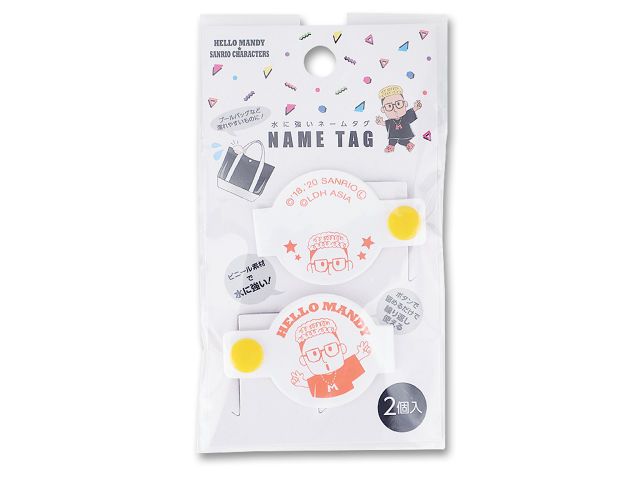 HELLO MANDY
&
SANRIO CHARACTERS
プールバッグなど
濡れやすいものに!
水に強いネームタグ
NAME TAG
©'18,'20 SANRIO Ⓛ
©LDH ASIA
ビニール素材
で
水に強い!
HELLO MANDY
M
ボタンで
留めるだけで
繰り返し
使える
2個入